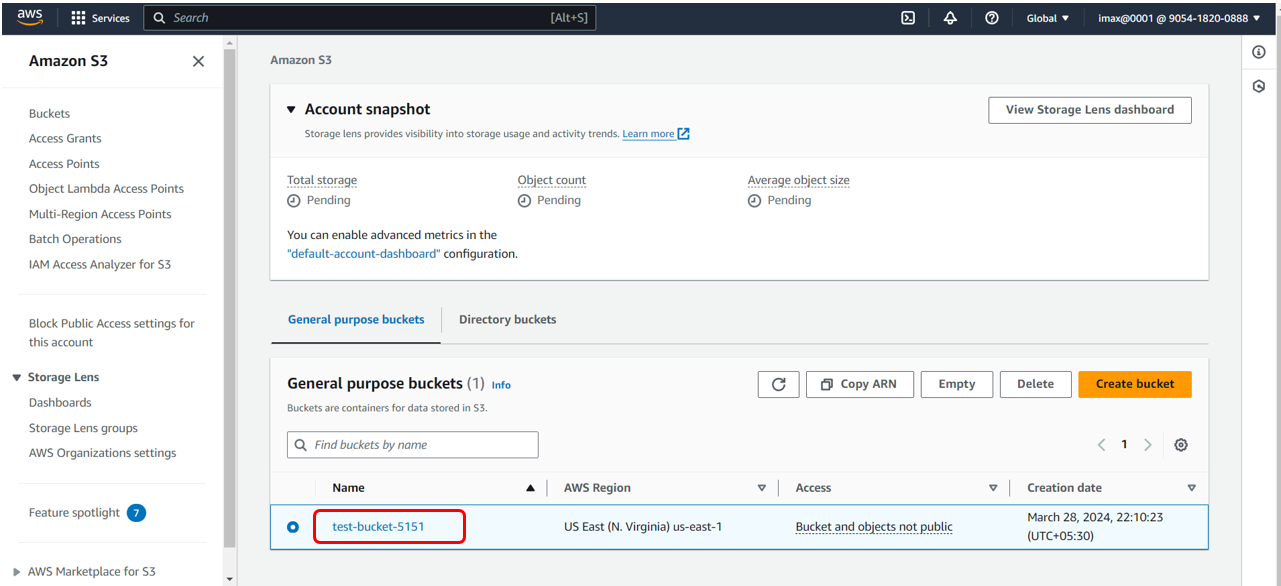 aws
Services
Search
[Alt+S]
Global
imax@0001 @ 9054-1820-0888
Amazon S3
Buckets
Access Grants
Access Points
Object Lambda Access Points
Multi-Region Access Points
Batch Operations
IAM Access Analyzer for S3
Block Public Access settings for
this account
Storage Lens
Dashboards
Storage Lens groups
AWS Organizations settings
Feature spotlight 7
AWS Marketplace for S3
Amazon S3
Account snapshot
View Storage Lens dashboard
Storage lens provides visibility into storage usage and activity trends. Learn more
Total storage
Pending
Object count
Pending
Average object size
Pending
You can enable advanced metrics in the
"default-account-dashboard" configuration.
General purpose buckets
Directory buckets
General purpose buckets (1) Info
Buckets are containers for data stored in S3.
Copy ARN
Empty
Delete
Create bucket
Find buckets by name
1
Name
AWS Region
Access
Creation date
test-bucket-5151
US East (N. Virginia) us-east-1
Bucket and objects not public
March 28, 2024, 22:10:23
(UTC+05:30)